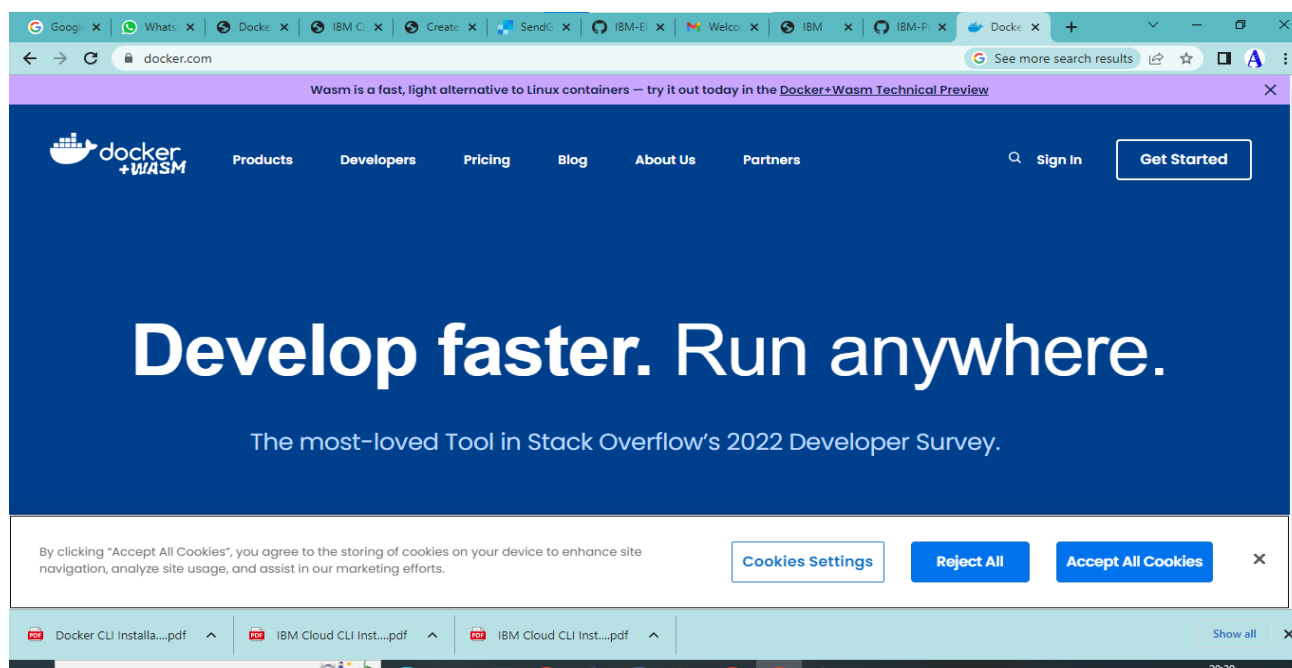 Googl Whats Docke IBM Cl Create SendG IBM-El Welco IBM IBM-P Docke
docker.com See more search results A
Wasm is a fast, light alternative to Linux containers — try it out today in the Docker+Wasm Technical Preview
docker
+WASM
Products Developers Pricing Blog About Us Partners Sign In Get Started
Develop faster. Run anywhere.
The most-loved Tool in Stack Overflow’s 2022 Developer Survey.
By clicking “Accept All Cookies”, you agree to the storing of cookies on your device to enhance site
navigation, analyze site usage, and assist in our marketing efforts.
Cookies Settings Reject All Accept All Cookies
PDF Docker CLI Installa....pdf PDF IBM Cloud CLI Inst....pdf PDF IBM Cloud CLI Inst....pdf Show all